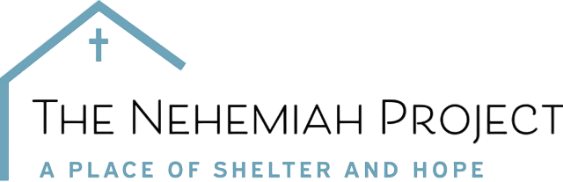 THE NEHEMIAH PROJECT
A PLACE OF SHELTER AND HOPE